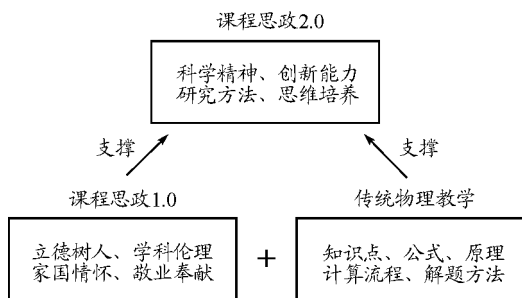 课程思政2.0
科学精神、创新能力
研究方法、思维培养
支撑
支撑
课程思政1.0
传统物理教学
立德树人、学科伦理
家国情怀、敬业奉献
+
知识点、公式、原理
计算流程、解题方法